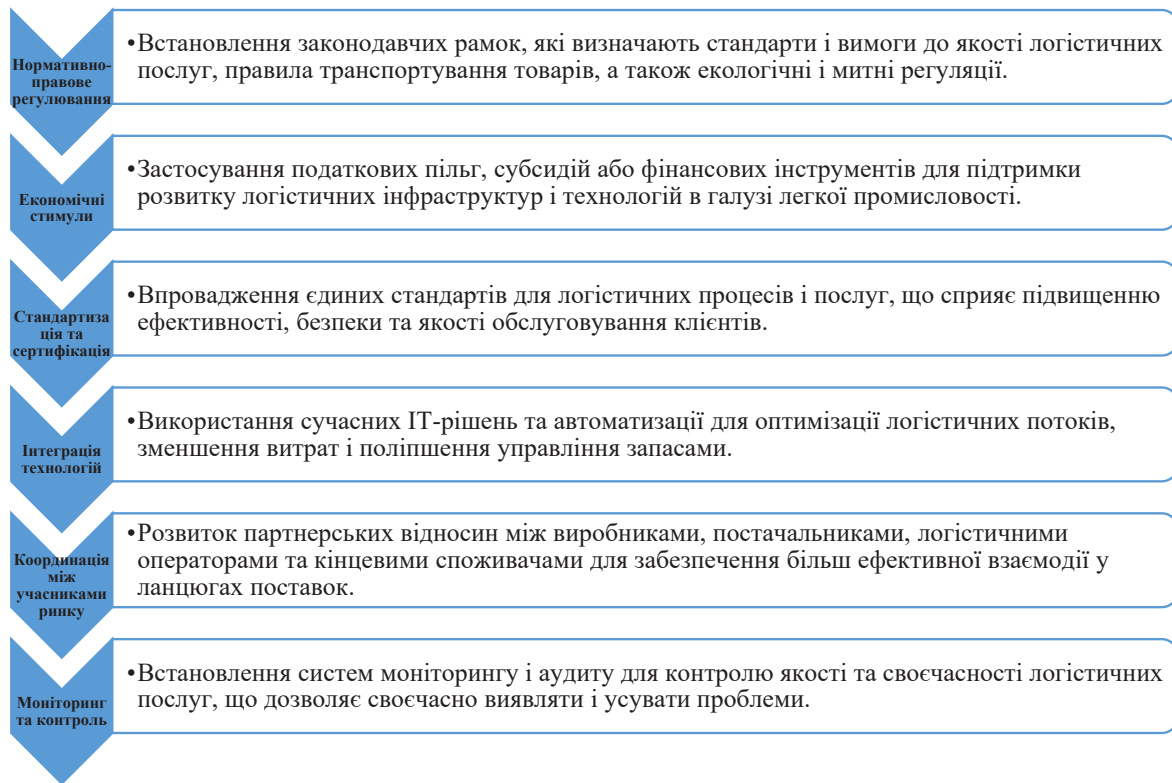 Нормативно-
правове
регулювання
•Встановлення законодавчих рамок, які визначають стандарти і вимоги до якості логістичних
послуг, правила транспортування товарів, а також екологічні і митні регуляції.
Економічні
стимули
•Застосування податкових пільг, субсидій або фінансових інструментів для підтримки
розвитку логістичних інфраструктур і технологій в галузі легкої промисловості.
Стандартиза
ція та
сертифікація
•Впровадження єдиних стандартів для логістичних процесів і послуг, що сприяє підвищенню
ефективності, безпеки та якості обслуговування клієнтів.
Інтеграція
технологій
•Використання сучасних ІТ-рішень та автоматизації для оптимізації логістичних потоків,
зменшення витрат і поліпшення управління запасами.
Координація
між
учасниками
ринку
•Розвиток партнерських відносин між виробниками, постачальниками, логістичними
операторами та кінцевими споживачами для забезпечення більш ефективної взаємодії у
ланцюгах поставок.
Моніторинг
та контроль
•Встановлення систем моніторингу і аудиту для контролю якості та своєчасності логістичних
послуг, що дозволяє своєчасно виявляти і усувати проблеми.